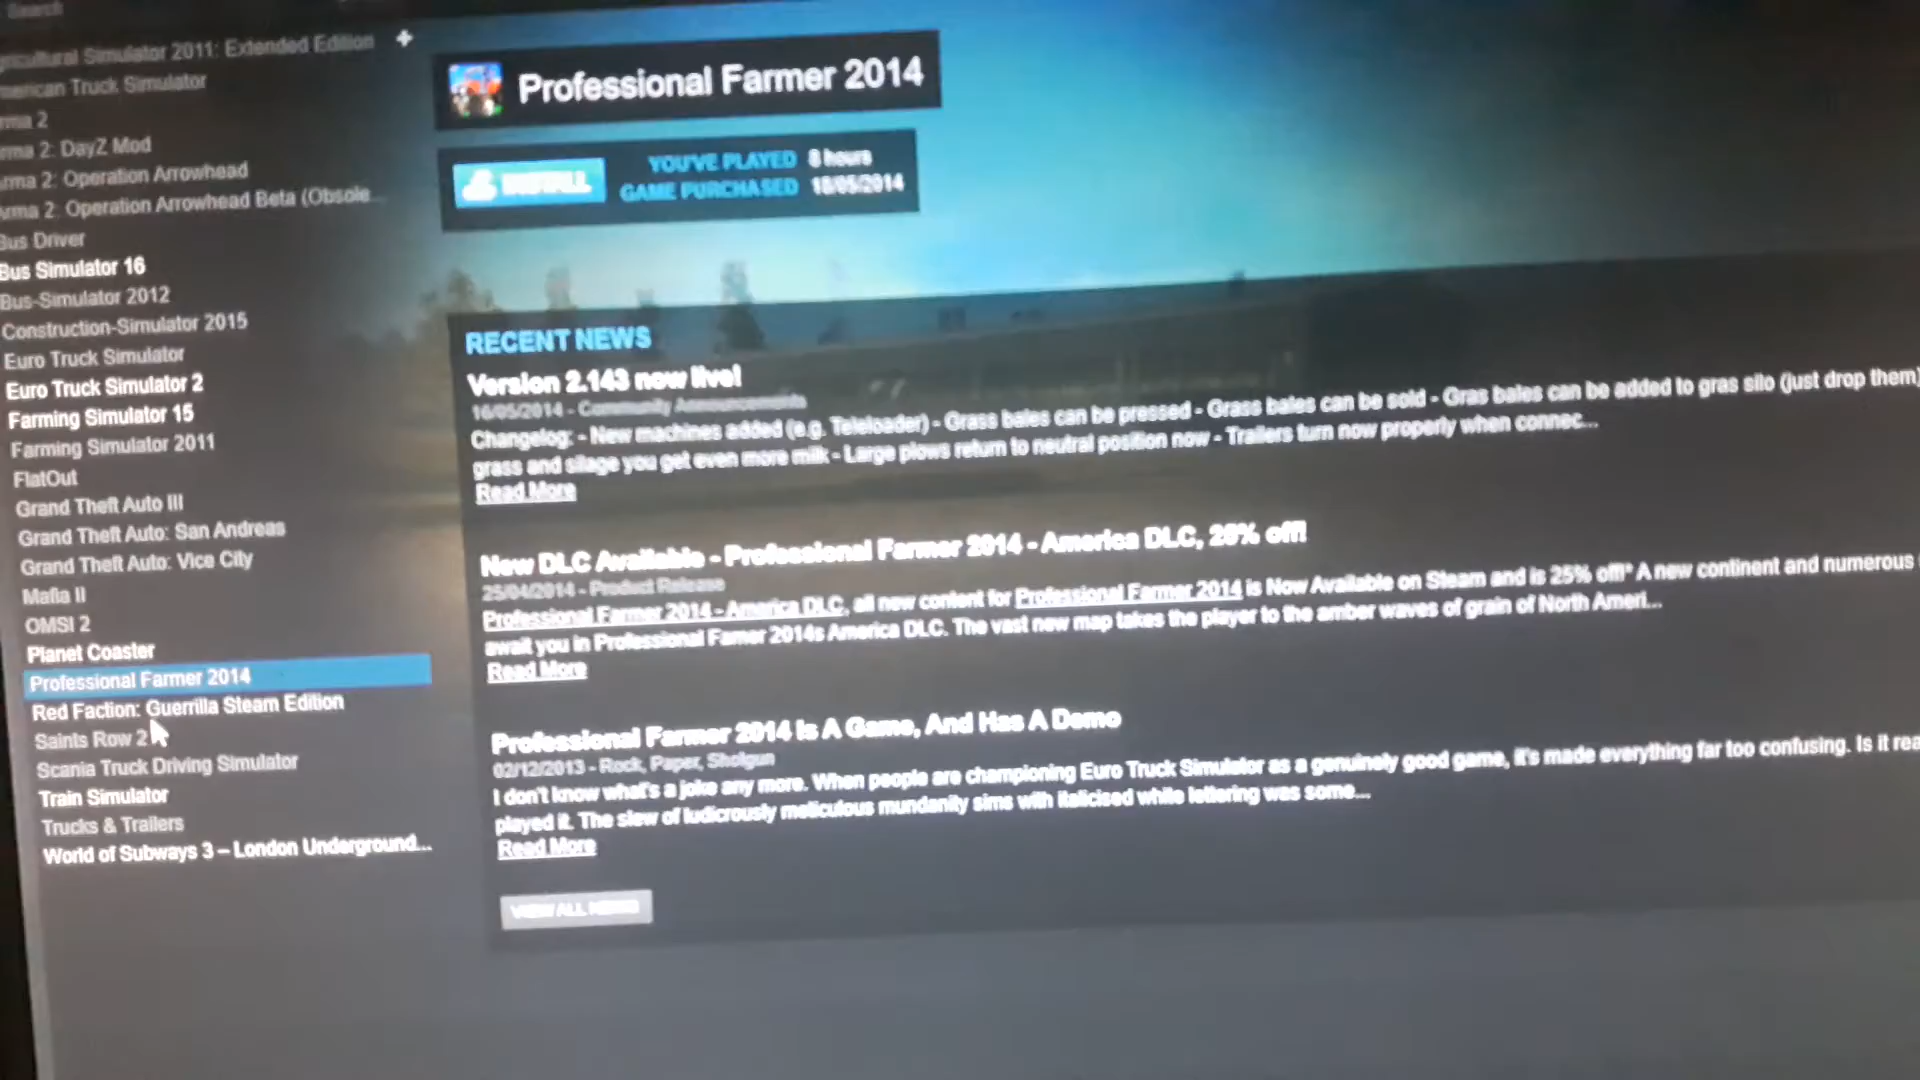 Search
gricultural Simulator 2011: Extended Edition
merican Truck Simulator
rma 2
rma 2: DayZ Mod
rma 2: Operation Arrowhead
rma 2: Operation Arrowhead Beta (Obsole...
Bus Driver
Bus Simulator 16
Bus-Simulator 2012
Construction-Simulator 2015
Euro Truck Simulator
Euro Truck Simulator 2
Farming Simulator 15
Farming Simulator 2011
FlatOut
Grand Theft Auto III
Grand Theft Auto: San Andreas
Grand Theft Auto: Vice City
Mafia II
OMSI 2
Planet Coaster
Professional Farmer 2014
Red Faction: Guerrilla Steam Edition
Saints Row 2
Scania Truck Driving Simulator
Train Simulator
Trucks & Trailers
World of Subways 3 – London Underground...
Professional Farmer 2014
INSTALL
YOU'VE PLAYED 8 hours
GAME PURCHASED 18/05/2014
RECENT NEWS
Version 2.143 now live!
16/05/2014 - Community Announcements
Changelog: - New machines added (e.g. Teleloader) - Grass bales can be pressed - Grass bales can be sold - Gras bales can be added to gras silo (just drop them)
grass and silage you get even more milk - Large plows return to neutral position now - Trailers turn now properly when connec...
Read More
New DLC Available - Professional Farmer 2014 - America DLC, 25% off!
25/04/2014 - Product Release
Professional Farmer 2014 - America DLC, all new content for Professional Farmer 2014 is Now Available on Steam and is 25% off!* A new continent and numerous
await you in Professional Famer 2014s America DLC. The vast new map takes the player to the amber waves of grain of North Ameri...
Read More
Professional Farmer 2014 Is A Game, And Has A Demo
02/12/2013 - Rock, Paper, Shotgun
I don't know what's a joke any more. When people are championing Euro Truck Simulator as a genuinely good game, it's made everything far too confusing. Is it rea
played it. The slew of ludicrously meticulous mundanity sims with italicised white lettering was some...
Read More
VIEW ALL NEWS